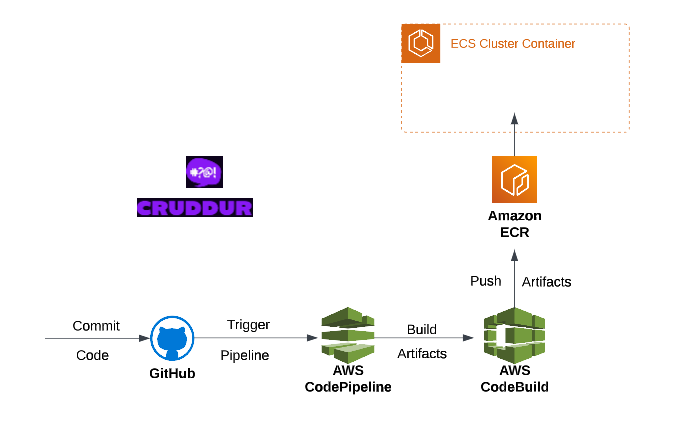 ECS Cluster Container
*?@!
CRUDDUR
Amazon
ECR
Push Artifacts
Commit
Code
GitHub
Trigger
Pipeline
AWS
CodePipeline
Build
Artifacts
AWS
CodeBuild